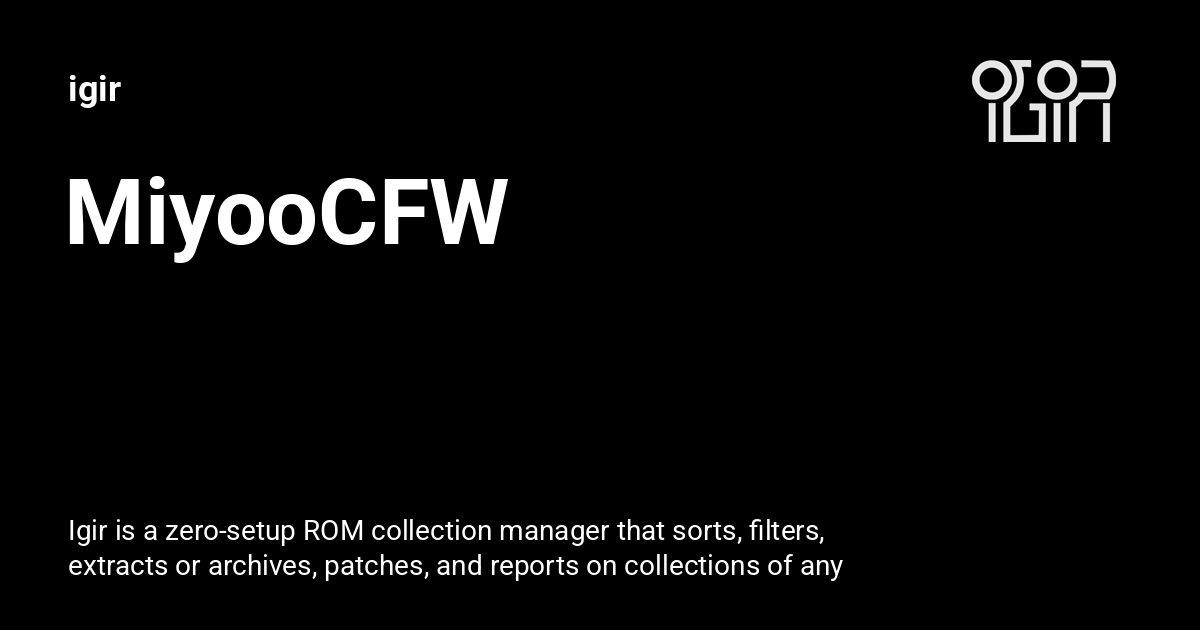 igir
IGIR
MiyooCFW
Igir is a zero-setup ROM collection manager that sorts, filters,
extracts or archives, patches, and reports on collections of any